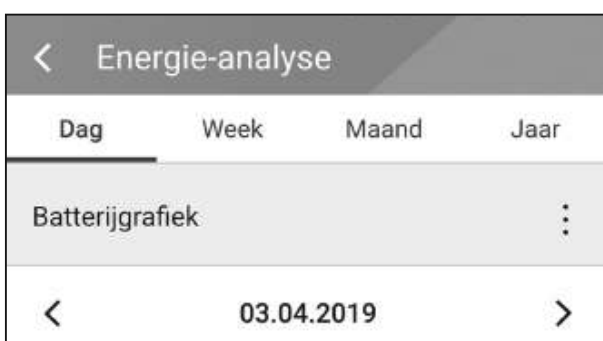 Energie-analyse
Dag Week Maand Jaar
Batterijgrafiek
03.04.2019